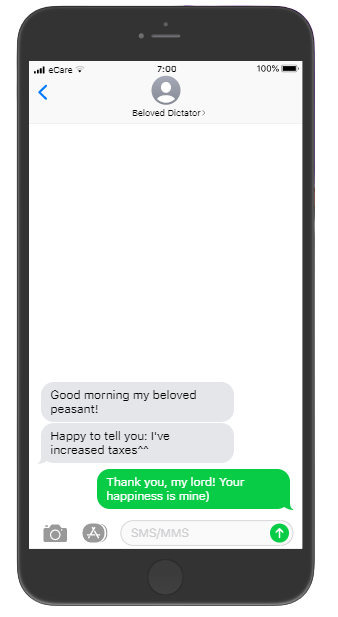 eCare 7:00 100%
Beloved Dictator
Good morning my beloved
peasant!
Happy to tell you: I've
increased taxes^^
Thank you, my lord! Your
happiness is mine)
SMS/MMS